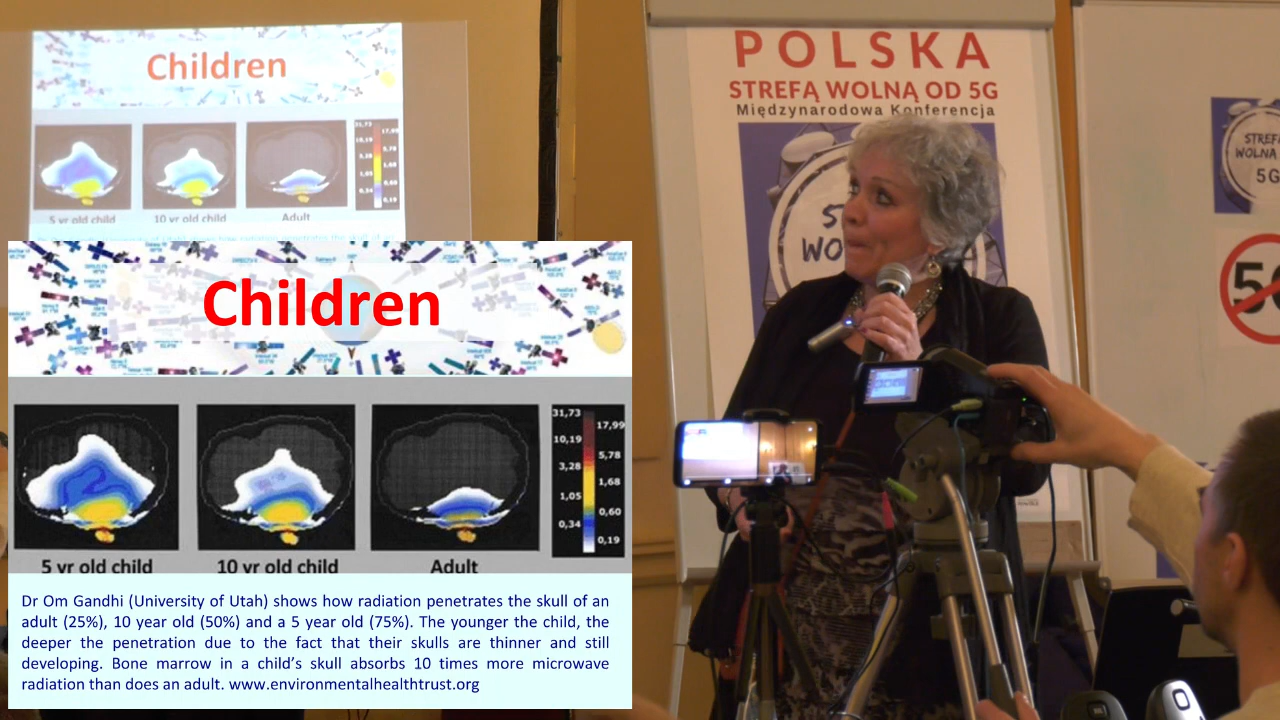 Children
31,73
17,99
10,19
5,78
3,28
1,68
1,05
0,60
0,34
0,19
5 yr old child
10 yr old child
Adult
POLSKA
STREFĄ WOLNĄ OD 5G
Międzynarodowa Konferencja
5
WO
STREF
WOLNA
5G
5G
Children
31,73
17,99
10,19
5,78
3,28
1,68
1,05
0,60
0,34
0,19
5 yr old child
10 yr old child
Adult
Dr Om Gandhi (University of Utah) shows how radiation penetrates the skull of an
adult (25%), 10 year old (50%) and a 5 year old (75%). The younger the child, the
deeper the penetration due to the fact that their skulls are thinner and still
developing. Bone marrow in a child’s skull absorbs 10 times more microwave
radiation than does an adult. www.environmentalhealthtrust.org